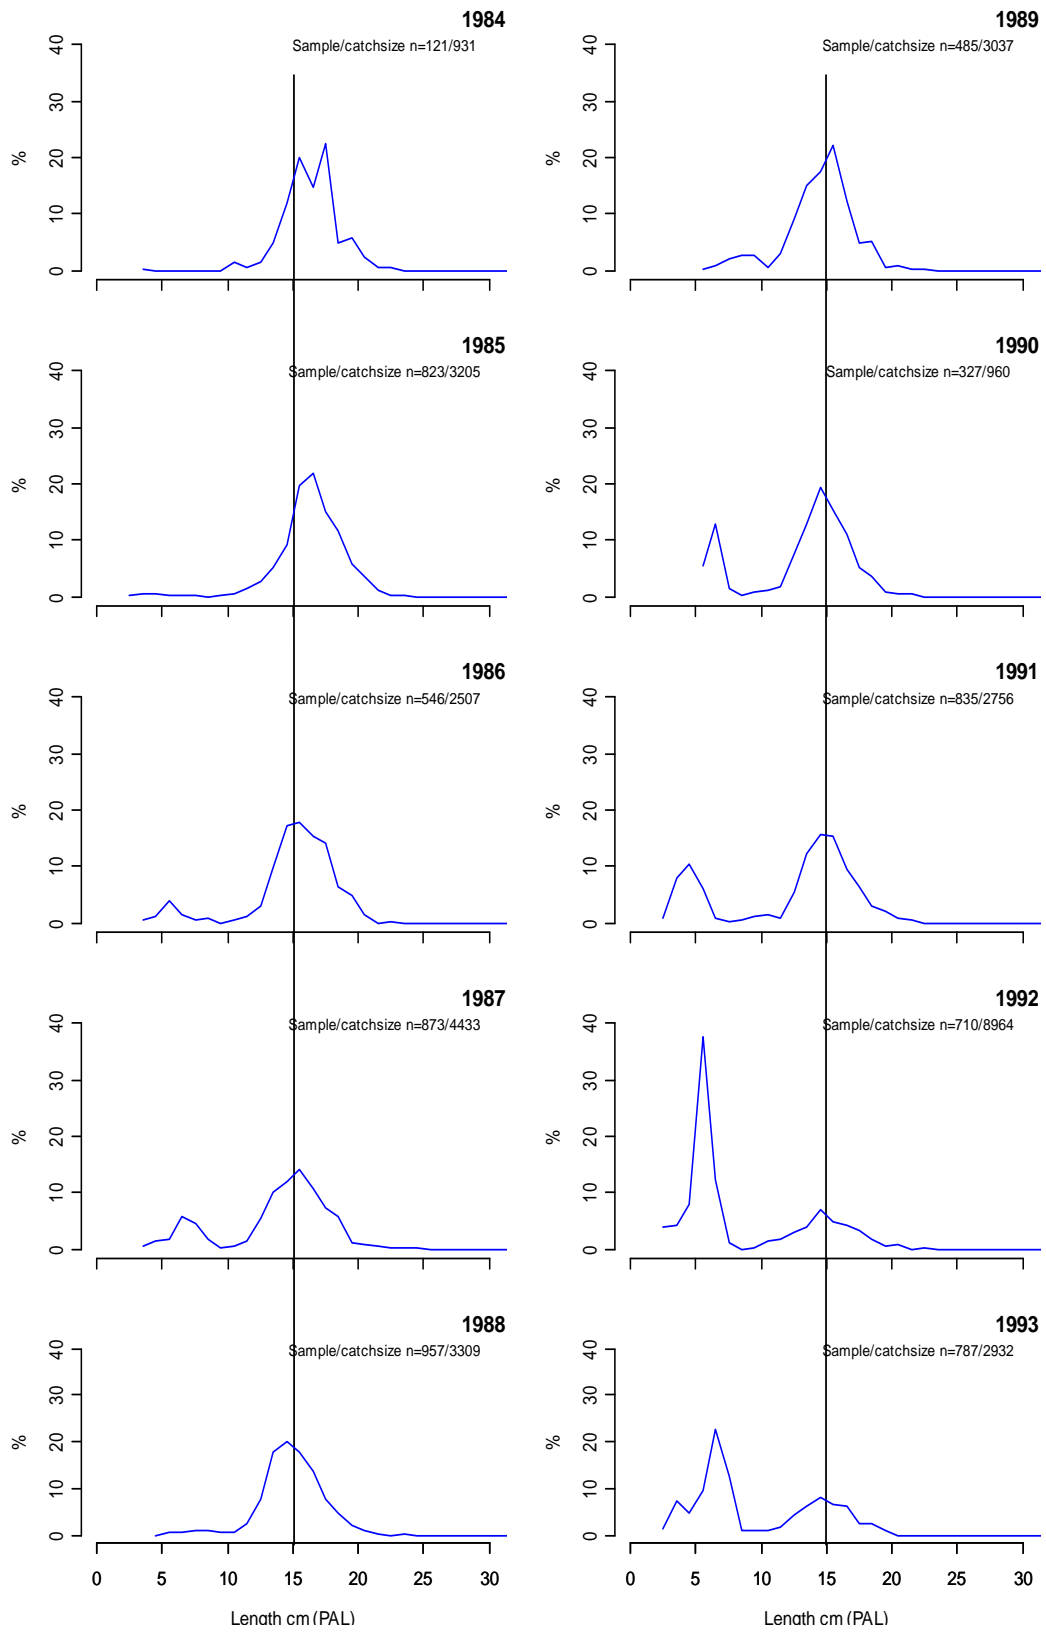 1984
Sample/catchsize n=121/931
%
0 10 20 30 40
1989
Sample/catchsize n=485/3037
%
0 10 20 30 40
1985
Sample/catchsize n=823/3205
%
0 10 20 30 40
1990
Sample/catchsize n=327/960
%
0 10 20 30 40
1986
Sample/catchsize n=546/2507
%
0 10 20 30 40
1991
Sample/catchsize n=835/2756
%
0 10 20 30 40
1987
Sample/catchsize n=873/4433
%
0 10 20 30 40
1992
Sample/catchsize n=710/8964
%
0 10 20 30 40
1988
Sample/catchsize n=957/3309
%
0 10 20 30 40
0 5 10 15 20 25 30
Length cm (PAL)
1993
Sample/catchsize n=787/2932
%
0 10 20 30 40
0 5 10 15 20 25 30
Length cm (PAL)